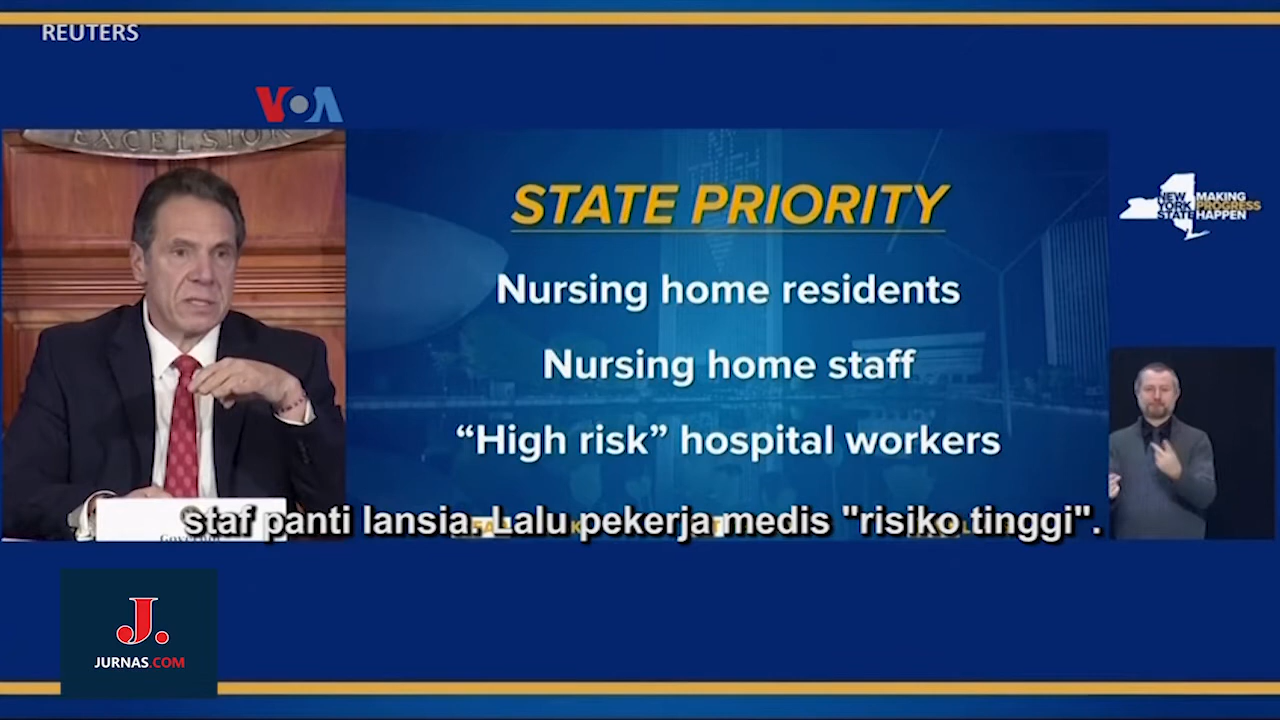 REUTERS
VOA
EXCELSIOR
STATE PRIORITY
Nursing home residents
Nursing home staff
“High risk” hospital workers
NEW
YORK
STATE
MAKING
PROGRESS
HAPPEN
staf panti lansia. Lalu pekerja medis "risiko tinggi".
Governor
J.
JURNAS.COM